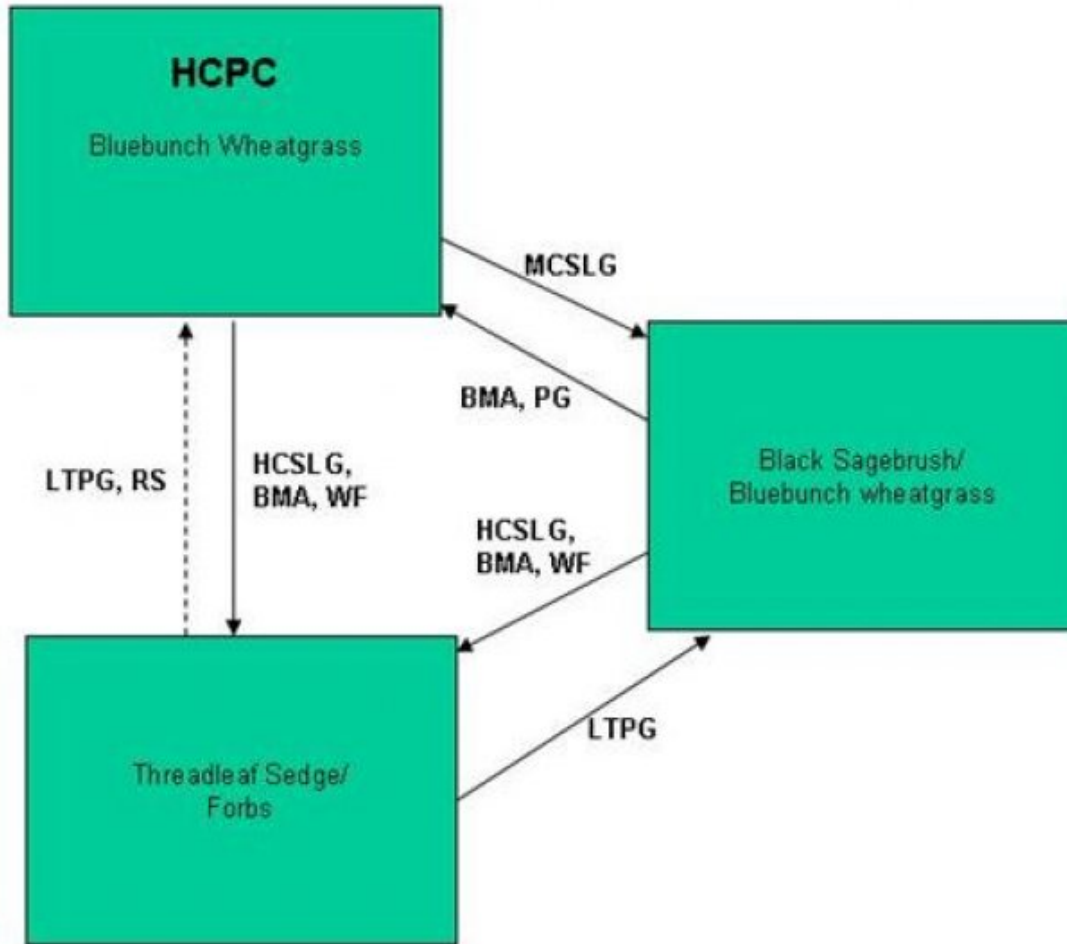 HCPC
Bluebunch Wheatgrass
MCSLG
BMA, PG
Black Sagebrush/
Bluebunch wheatgrass
LTPG, RS
HCSLG,
BMA, WF
HCSLG,
BMA, WF
LTPG
Threadleaf Sedge/
Forbs